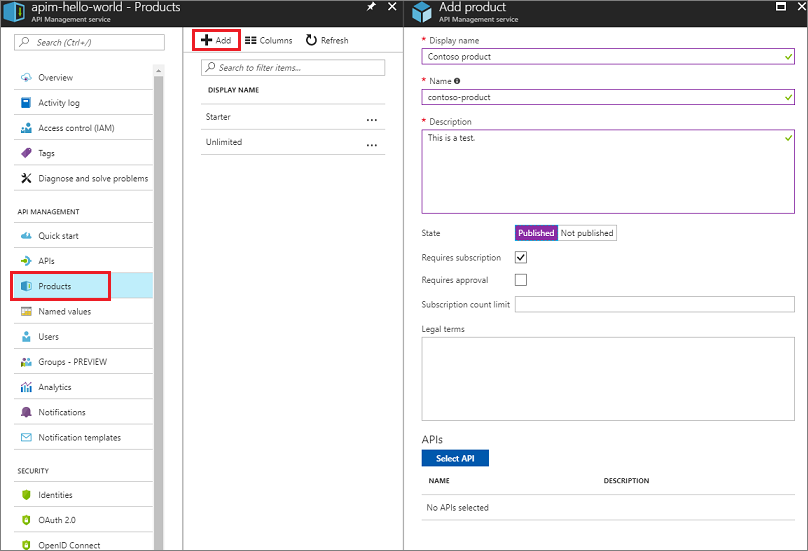 apim-hello-world - Products
API Management service
Search (Ctrl+/)
Overview
Activity log
Access control (IAM)
Tags
Diagnose and solve problems
API MANAGEMENT
Quick start
APIs
Products
Named values
Users
Groups - PREVIEW
Analytics
Notifications
Notification templates
SECURITY
Identities
OAuth 2.0
OpenID Connect
Add
Columns
Refresh
Search to filter items...
DISPLAY NAME
Starter
...
Unlimited
...
Add product
API Management service
* Display name
Contoso product
* Name
contoso-product
* Description
This is a test.
State
Published
Not published
Requires subscription
Requires approval
Subscription count limit
Legal terms
APIs
Select API
NAME DESCRIPTION
No APIs selected